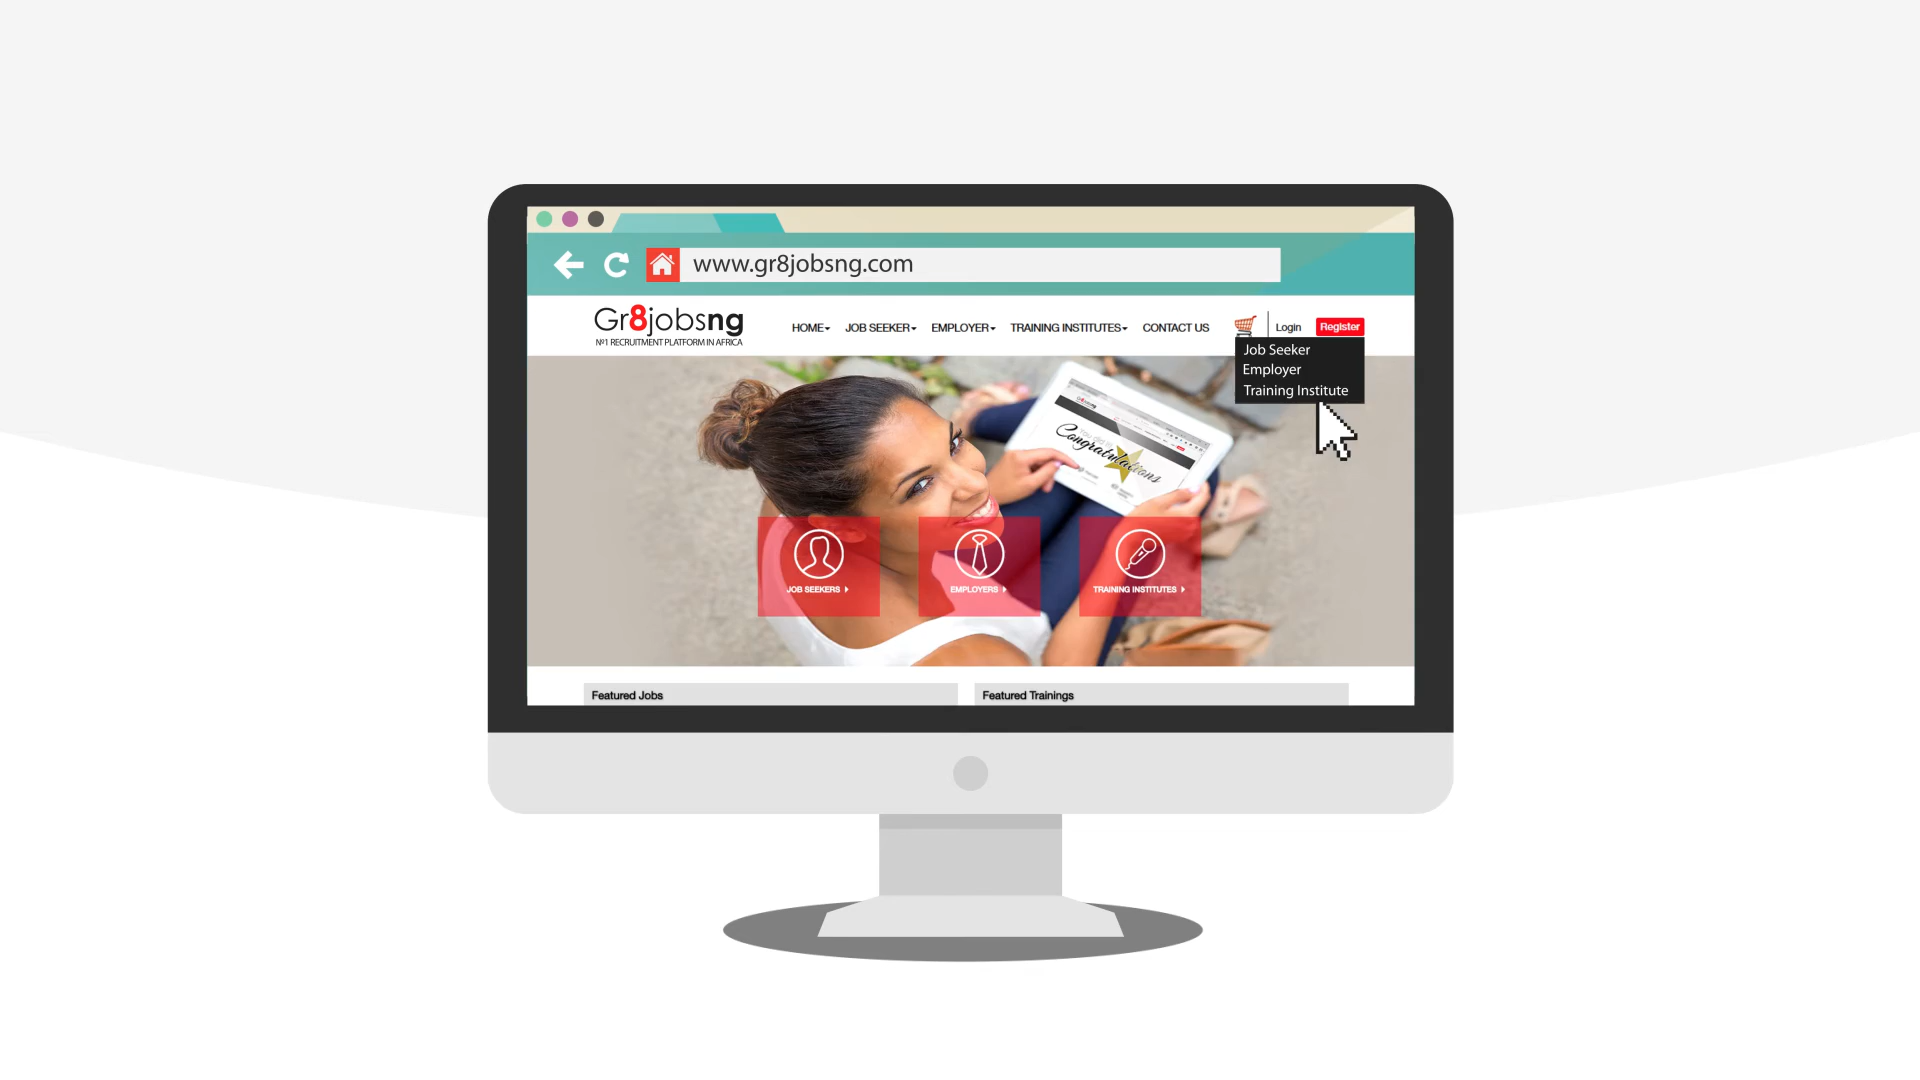 www.gr8jobsng.com
Gr8jobsng
Nº1 RECRUITMENT PLATFORM IN AFRICA
HOME JOB SEEKER EMPLOYER TRAINING INSTITUTES CONTACT US Login Register
Job Seeker
Employer
Training Institute
Congratulations
JOB SEEKERS EMPLOYERS TRAINING INSTITUTES
Featured Jobs Featured Trainings